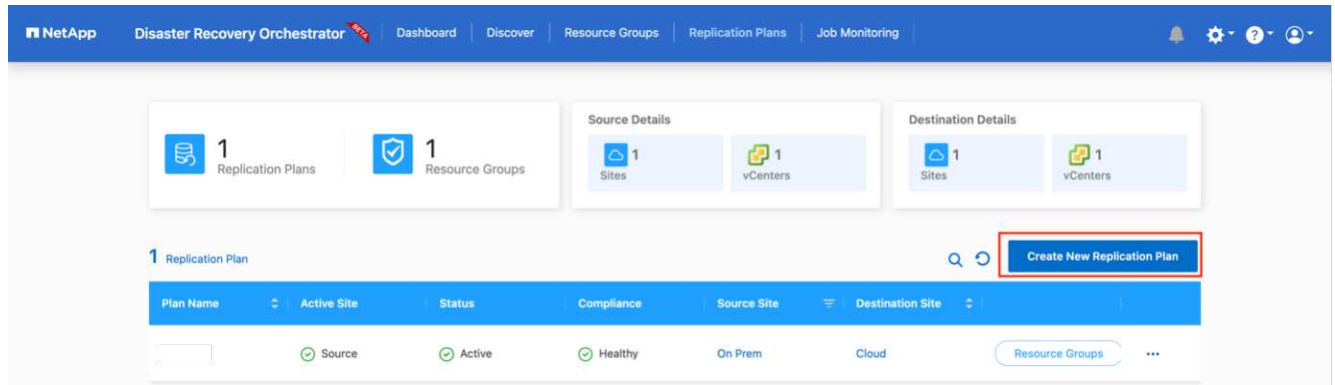 NetApp
Disaster Recovery Orchestrator BETA
Dashboard
Discover
Resource Groups
Replication Plans
Job Monitoring
1
Replication Plans
1
Resource Groups
Source Details
1
Sites
1
vCenters
Destination Details
1
Sites
1
vCenters
1 Replication Plan
Create New Replication Plan
Plan Name Active Site Status Compliance Source Site Destination Site
Source Active Healthy On Prem Cloud Resource Groups ...